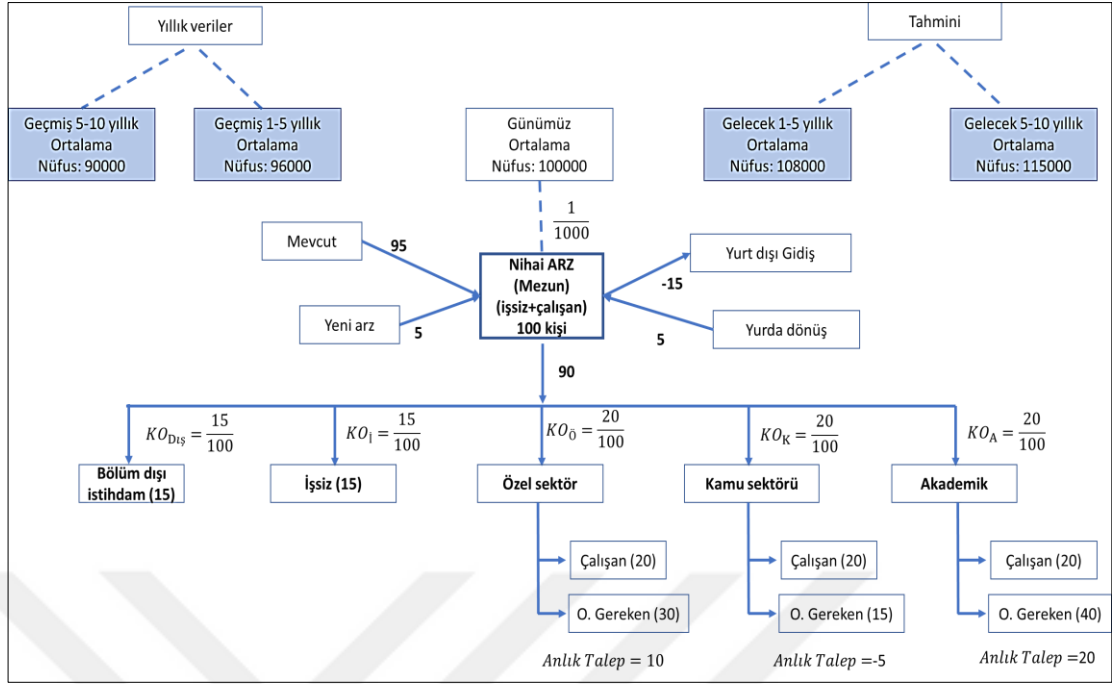 Yıllık veriler
Tahmini
Geçmiş 5-10 yıllık
Ortalama
Nüfus: 90000
Geçmiş 1-5 yıllık
Ortalama
Nüfus: 96000
Günümüz
Ortalama
Nüfus: 100000
Gelecek 1-5 yıllık
Ortalama
Nüfus: 108000
Gelecek 5-10 yıllık
Ortalama
Nüfus: 115000
1
1000
Mevcut
95
Yeni arz
5
Nihai ARZ
(Mezun)
(işsiz+çalışan)
100 kişi
Yurt dışı Gidiş
-15
Yurda dönüş
5
90
KO_Dış = 15/100
KO_İ = 15/100
KO_Ö = 20/100
KO_K = 20/100
KO_A = 20/100
Bölüm dışı
istihdam (15)
İşsiz (15)
Özel sektör
Kamu sektörü
Akademik
Çalışan (20)
Çalışan (20)
Çalışan (20)
O. Gereken (30)
O. Gereken (15)
O. Gereken (40)
Anlık Talep = 10
Anlık Talep =-5
Anlık Talep = 20